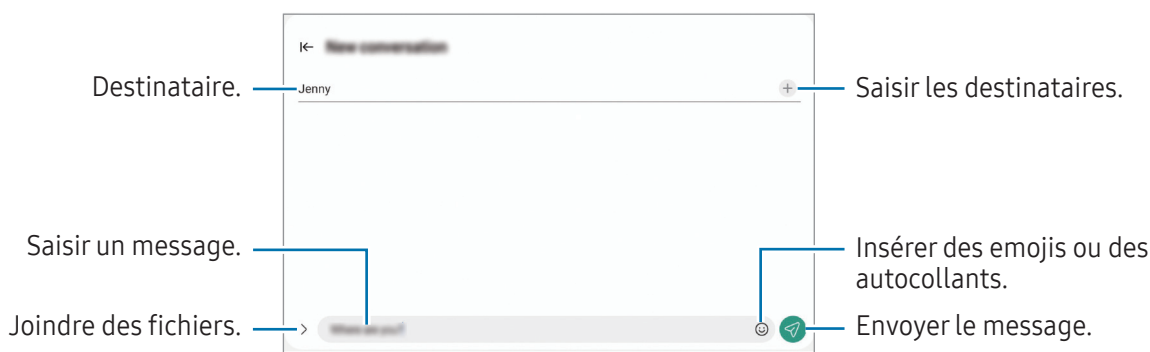 New conversation
Destinataire.
Jenny
Saisir les destinataires.
Saisir un message.
Insérer des emojis ou des
autocollants.
Joindre des fichiers.
Where are you?
Envoyer le message.